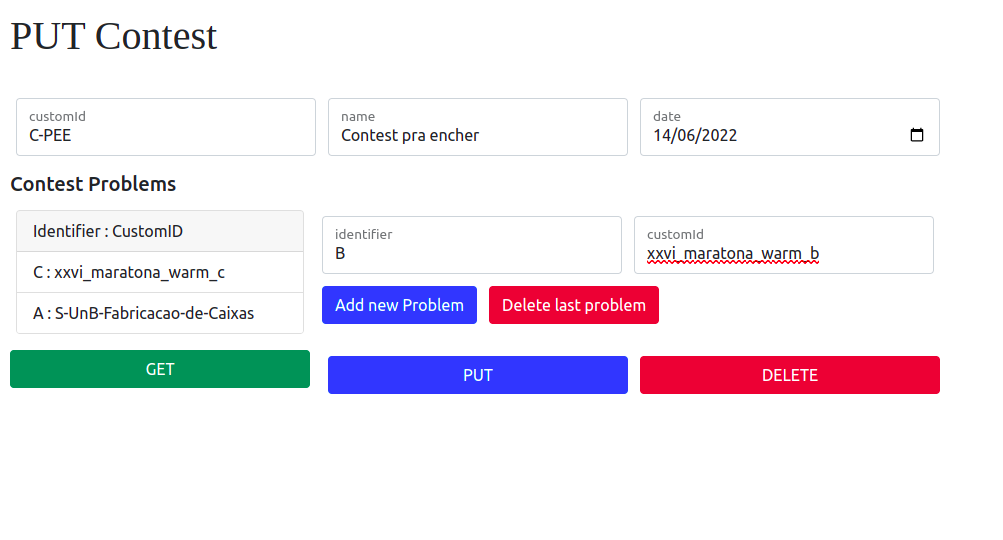 PUT Contest
customId
C-PEE
name
Contest pra encher
date
14/06/2022
Contest Problems
Identifier : CustomID
C : xxvi_maratona_warm_c
A : S-UnB-Fabricacao-de-Caixas
identifier
B
customId
xxvi_maratona_warm_b
Add new Problem
Delete last problem
GET
PUT
DELETE